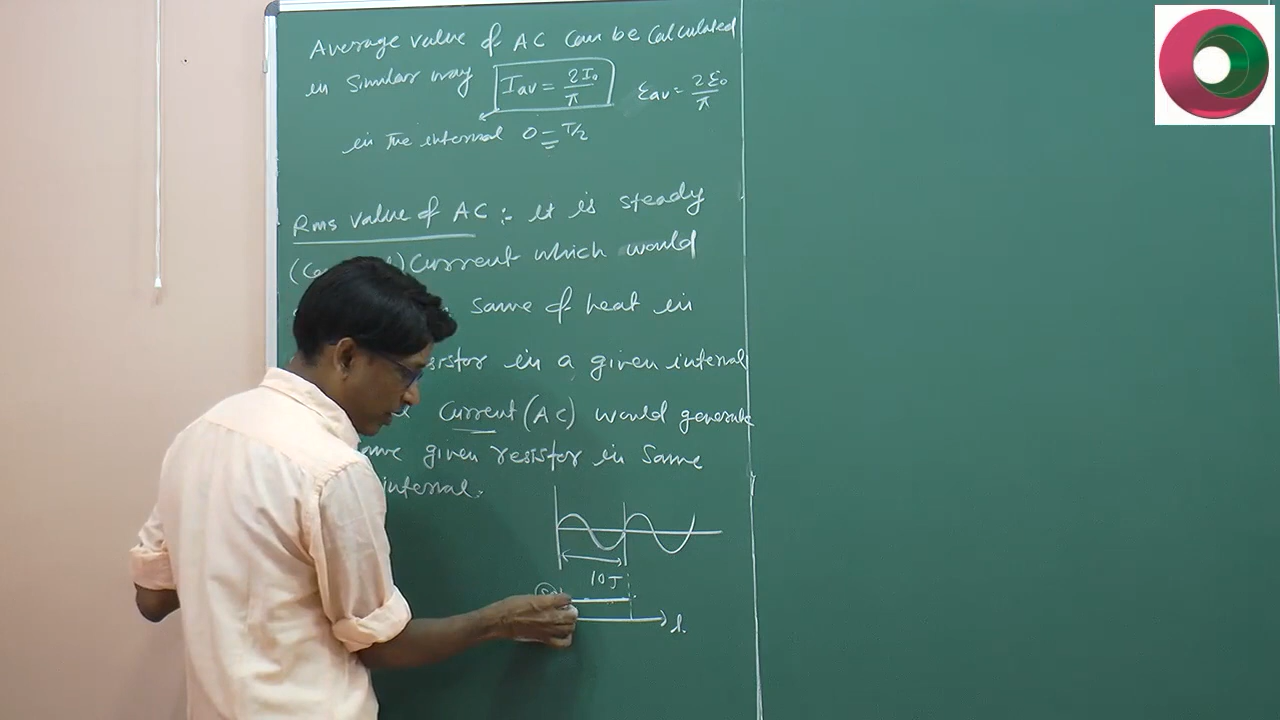 Average value of AC can be calculated
in similar way Iav = 2I₀/π εav = 2ε₀/π
in the interval 0 = T/2
Rms value of AC :- it is steady
current which would
same of heat in
in a given interval
current (AC) would generate
given resistor in same
interval.
10J
t